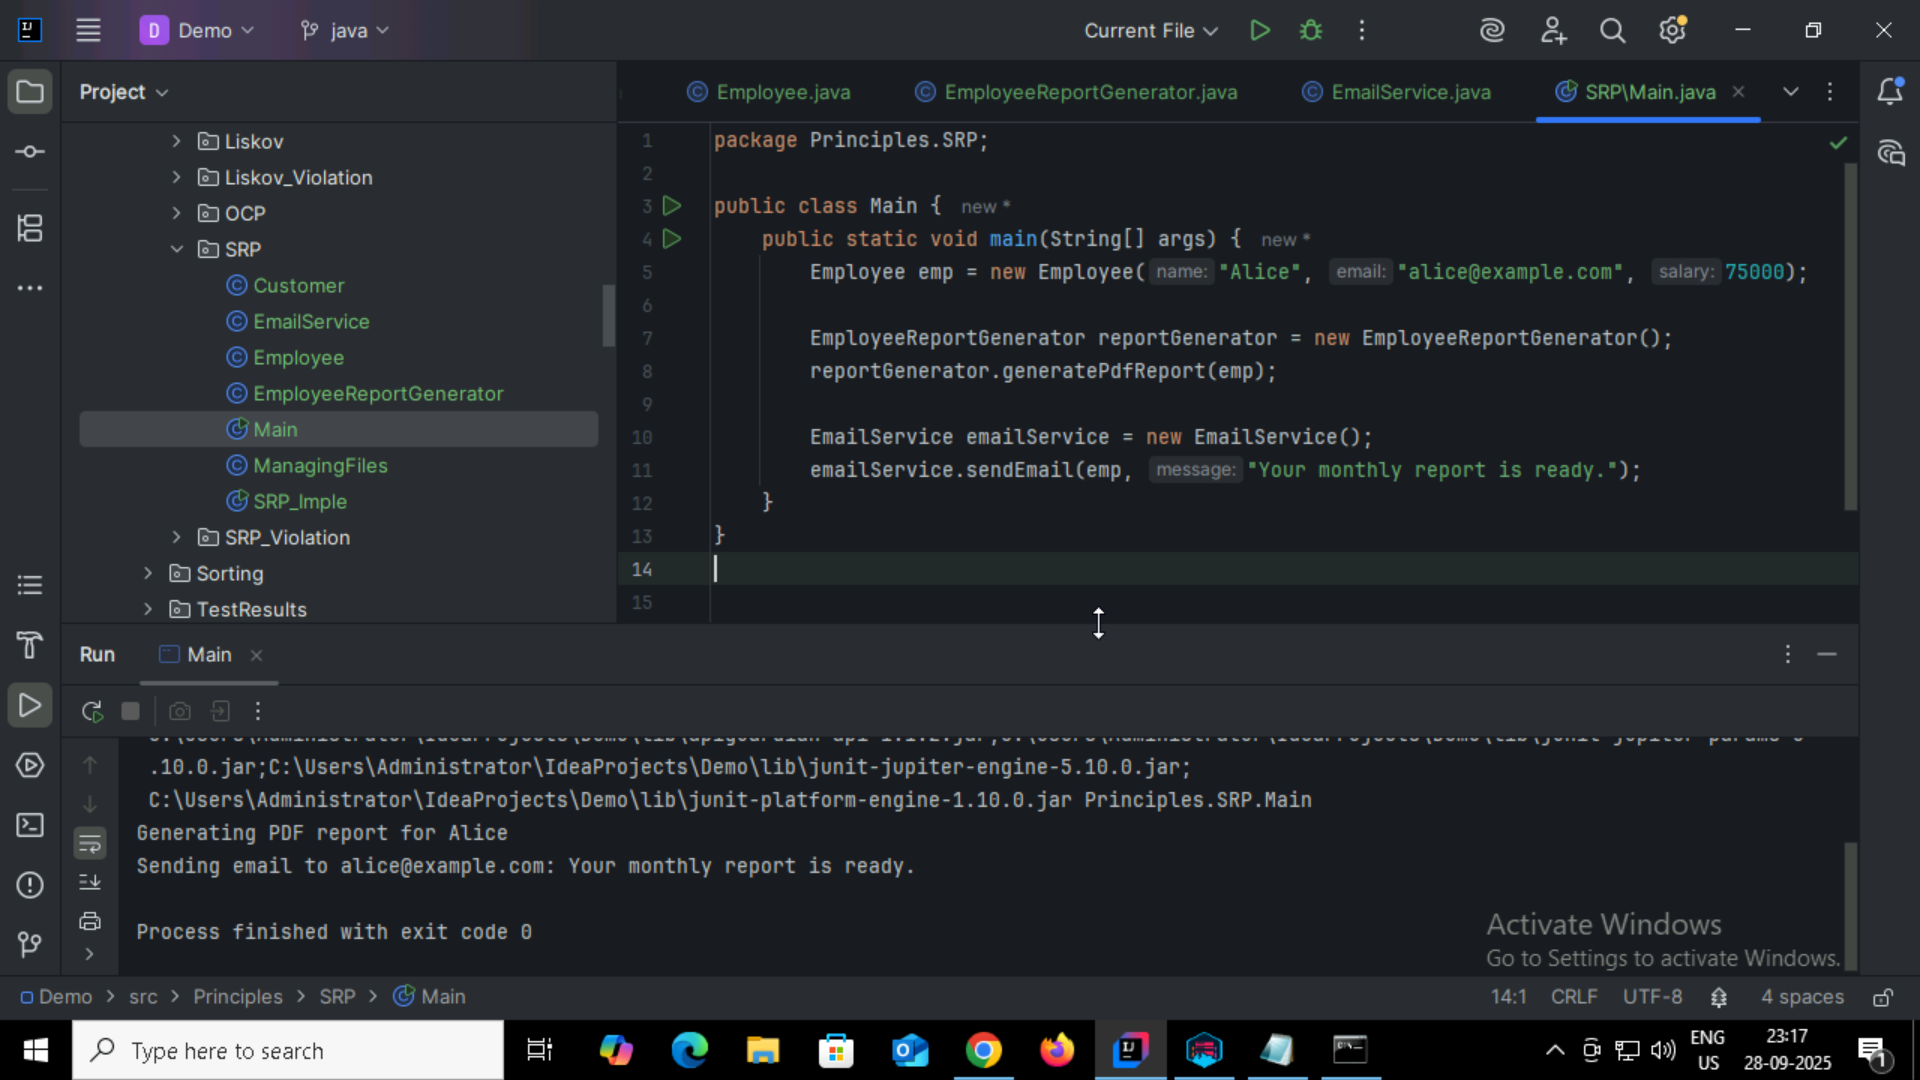 D Demo java Current File
Project
Employee.java EmployeeReportGenerator.java EmailService.java SRP\Main.java
Liskov
Liskov_Violation
OCP
SRP
Customer
EmailService
Employee
EmployeeReportGenerator
Main
ManagingFiles
SRP_Imple
SRP_Violation
Sorting
TestResults
1 package Principles.SRP;
2
3 public class Main { new *
4 public static void main(String[] args) { new *
5 Employee emp = new Employee( name: "Alice", email: "alice@example.com", salary: 75000);
6
7 EmployeeReportGenerator reportGenerator = new EmployeeReportGenerator();
8 reportGenerator.generatePdfReport(emp);
9
10 EmailService emailService = new EmailService();
11 emailService.sendEmail(emp, message: "Your monthly report is ready.");
12 }
13 }
14
15
Run Main
.10.0.jar;C:\Users\Administrator\IdeaProjects\Demo\lib\junit-jupiter-engine-5.10.0.jar;
C:\Users\Administrator\IdeaProjects\Demo\lib\junit-platform-engine-1.10.0.jar Principles.SRP.Main
Generating PDF report for Alice
Sending email to alice@example.com: Your monthly report is ready.
Process finished with exit code 0
Activate Windows
Go to Settings to activate Windows.
Demo > src > Principles > SRP > Main 14:1 CRLF UTF-8 4 spaces
Type here to search
ENG
US
23:17
28-09-2025
1